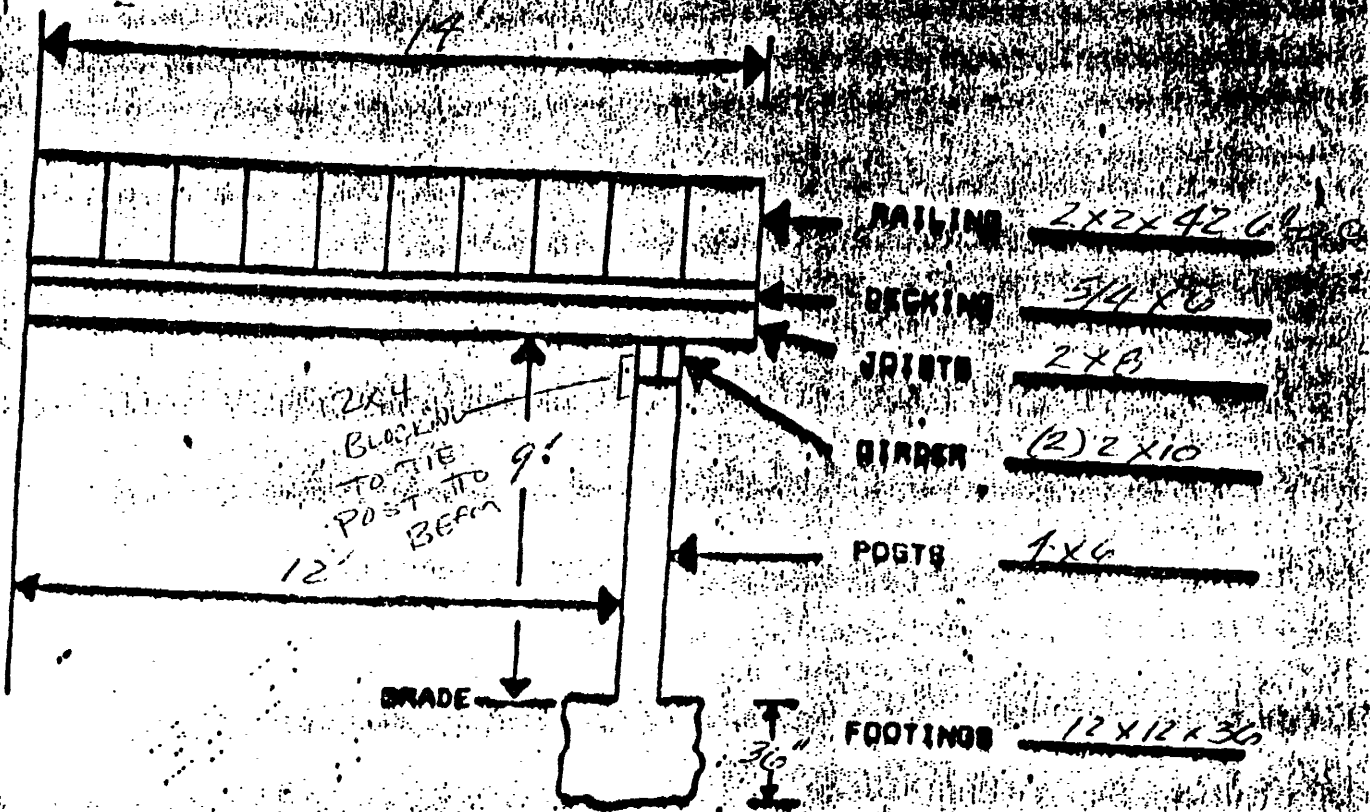 14
RAILING 2x2x42
DECKING 5/4 x 6
JOISTS 2x8
GIRDER (2) 2x10
2x4
BLOCKING
TO TIE
POST TO
BEAM
9'
POSTS
12'
GRADE
36"
FOOTINGS 12x12x36